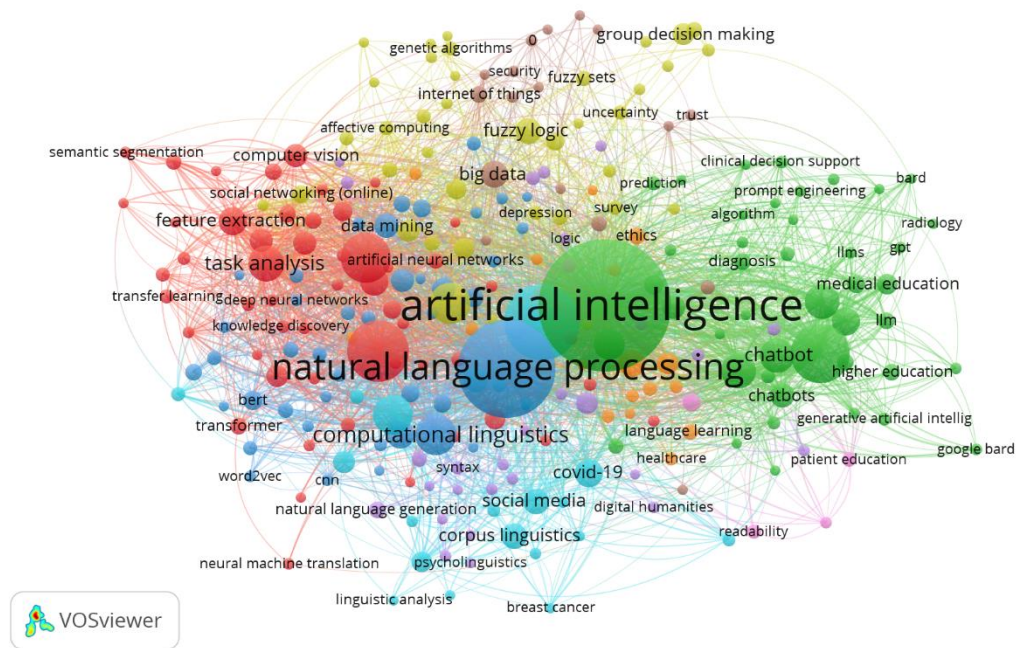 genetic algorithms
0
group decision making
security
fuzzy sets
internet of things
uncertainty
trust
affective computing
fuzzy logic
semantic segmentation
computer vision
big data
clinical decision support
bard
social networking (online)
prediction
prompt engineering
feature extraction
data mining
depression
survey
algorithm
radiology
logic
ethics
llms
gpt
task analysis
artificial neural networks
diagnosis
medical education
transfer learning
deep neural networks
artificial intelligence
knowledge discovery
llm
natural language processing
chatbot
higher education
bert
chatbots
transformer
computational linguistics
language learning
generative artificial intellig
google bard
word2vec
cnn
syntax
covid-19
healthcare
patient education
natural language generation
social media
digital humanities
corpus linguistics
readability
neural machine translation
psycholinguistics
linguistic analysis
breast cancer
VOSviewer